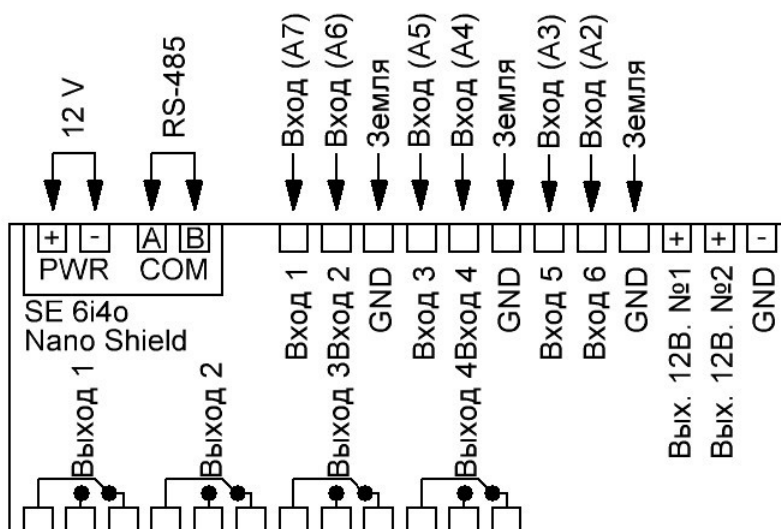 12 V
RS-485
Вход (A7)
Вход (A6)
Земля
Вход (A5)
Вход (A4)
Земля
Вход (A3)
Вход (A2)
Земля
+ - A B + + -
PWR COM
SE 6i4o
Nano Shield
Вход 1
Вход 2
GND
Вход 3
Вход 4
GND
Вход 5
Вход 6
GND
Вых. 12В. №1
Вых. 12В. №2
GND
Выход 1
Выход 2
Выход 3
Выход 4